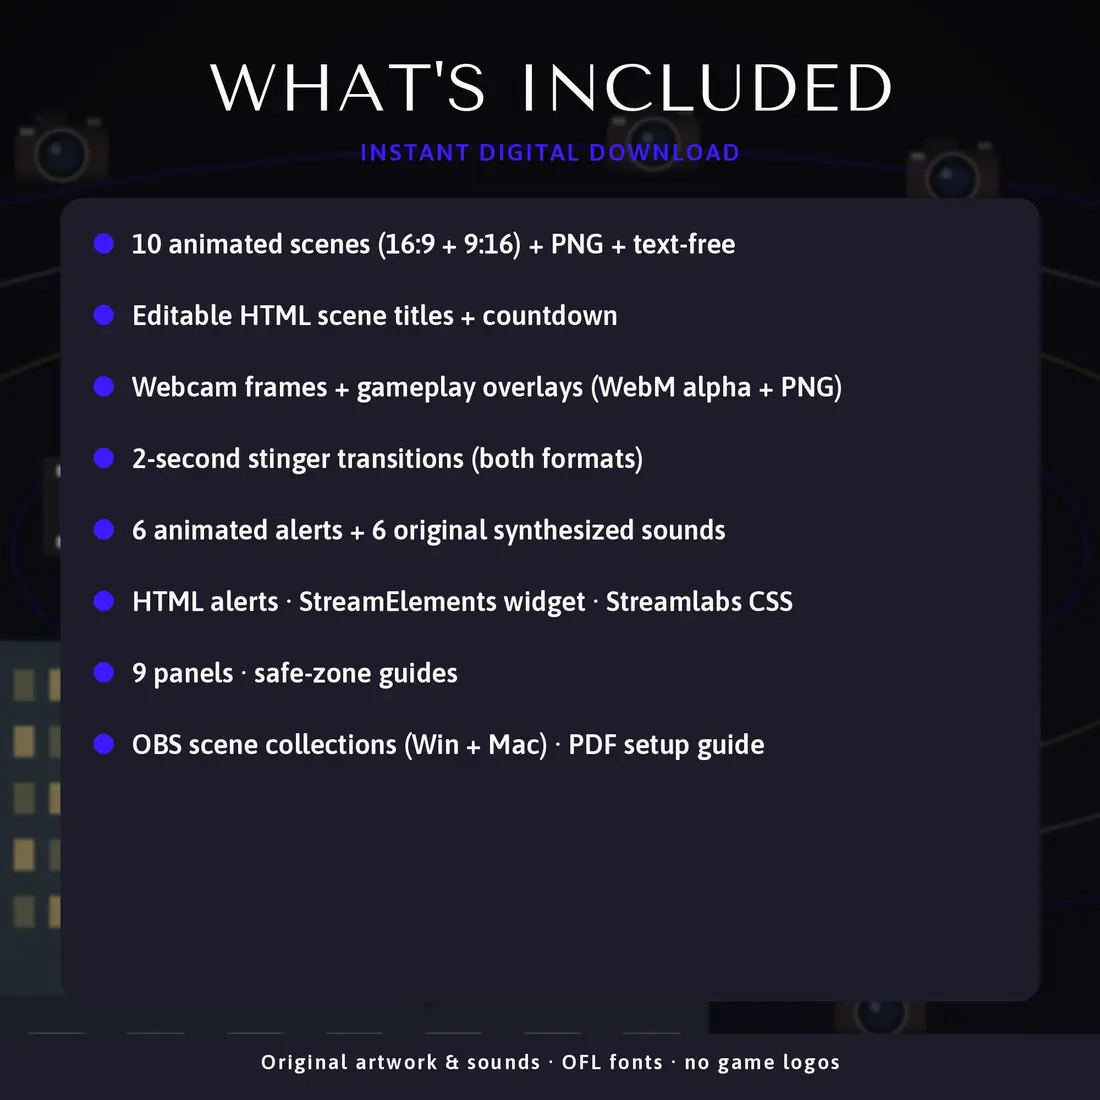 WHAT'S INCLUDED
INSTANT DIGITAL DOWNLOAD
10 animated scenes (16:9 + 9:16) + PNG + text-free
Editable HTML scene titles + countdown
Webcam frames + gameplay overlays (WebM alpha + PNG)
2-second stinger transitions (both formats)
6 animated alerts + 6 original synthesized sounds
HTML alerts · StreamElements widget · Streamlabs CSS
9 panels · safe-zone guides
OBS scene collections (Win + Mac) · PDF setup guide
Original artwork & sounds · OFL fonts · no game logos